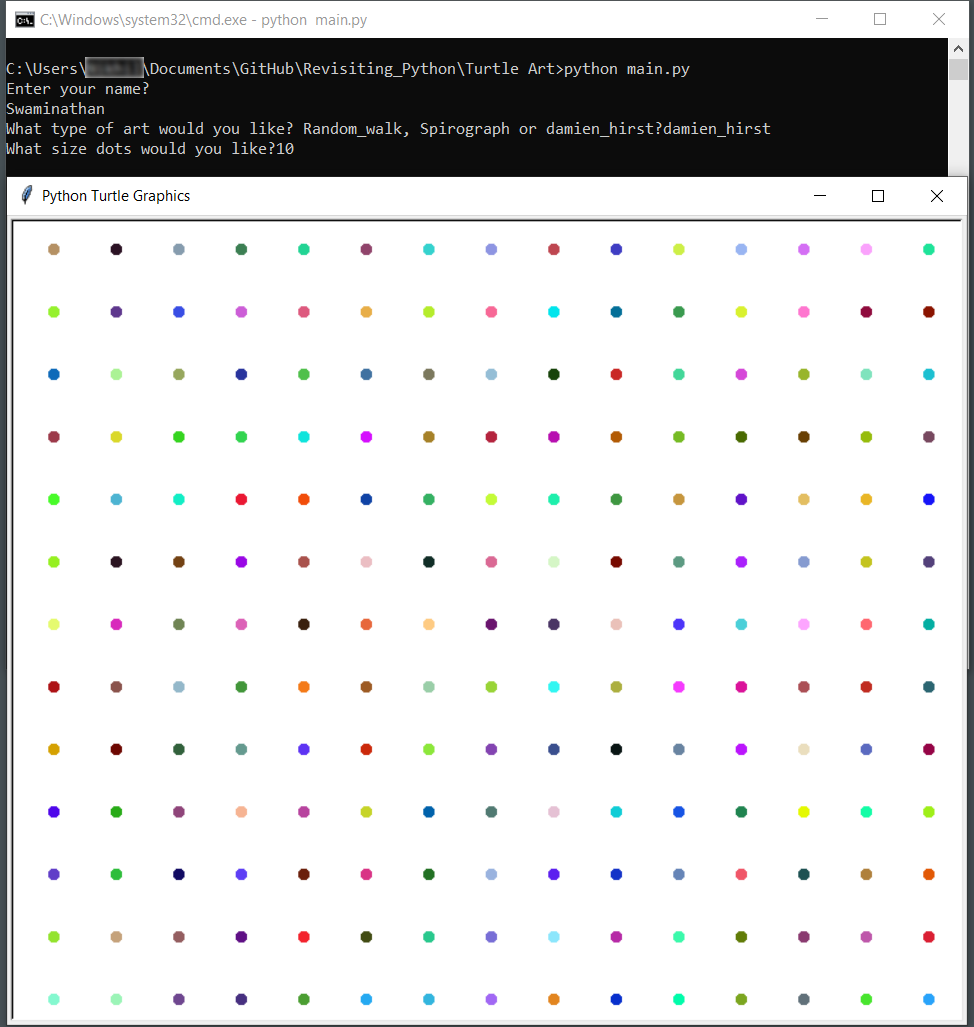 C:\Windows\system32\cmd.exe - python  main.py
C:\Users\ \Documents\GitHub\Revisiting_Python\Turtle Art>python main.py
Enter your name?
Swaminathan
What type of art would you like? Random_walk, Spirograph or damien_hirst?damien_hirst
What size dots would you like?10
Python Turtle Graphics